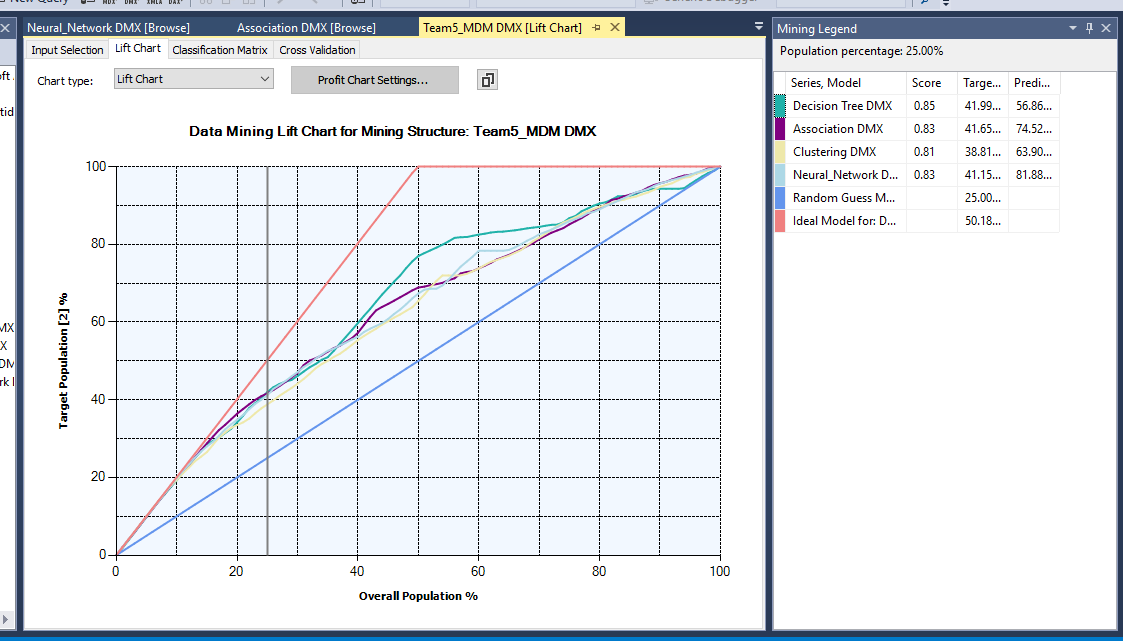 New Query
Neural_Network DMX [Browse] Association DMX [Browse] Team5_MDM DMX [Lift Chart]
Input Selection Lift Chart Classification Matrix Cross Validation
Chart type: Lift Chart Profit Chart Settings...
Data Mining Lift Chart for Mining Structure: Team5_MDM DMX
100
80
60
40
20
0
Target Population [2] %
0 20 40 60 80 100
Overall Population %
Mining Legend
Population percentage: 25.00%
Series, Model Score Targe... Predi...
Decision Tree DMX 0.85 41.99... 56.86...
Association DMX 0.83 41.65... 74.52...
Clustering DMX 0.81 38.81... 63.90...
Neural_Network D... 0.83 41.15... 81.88...
Random Guess M... 25.00...
Ideal Model for: D... 50.18...